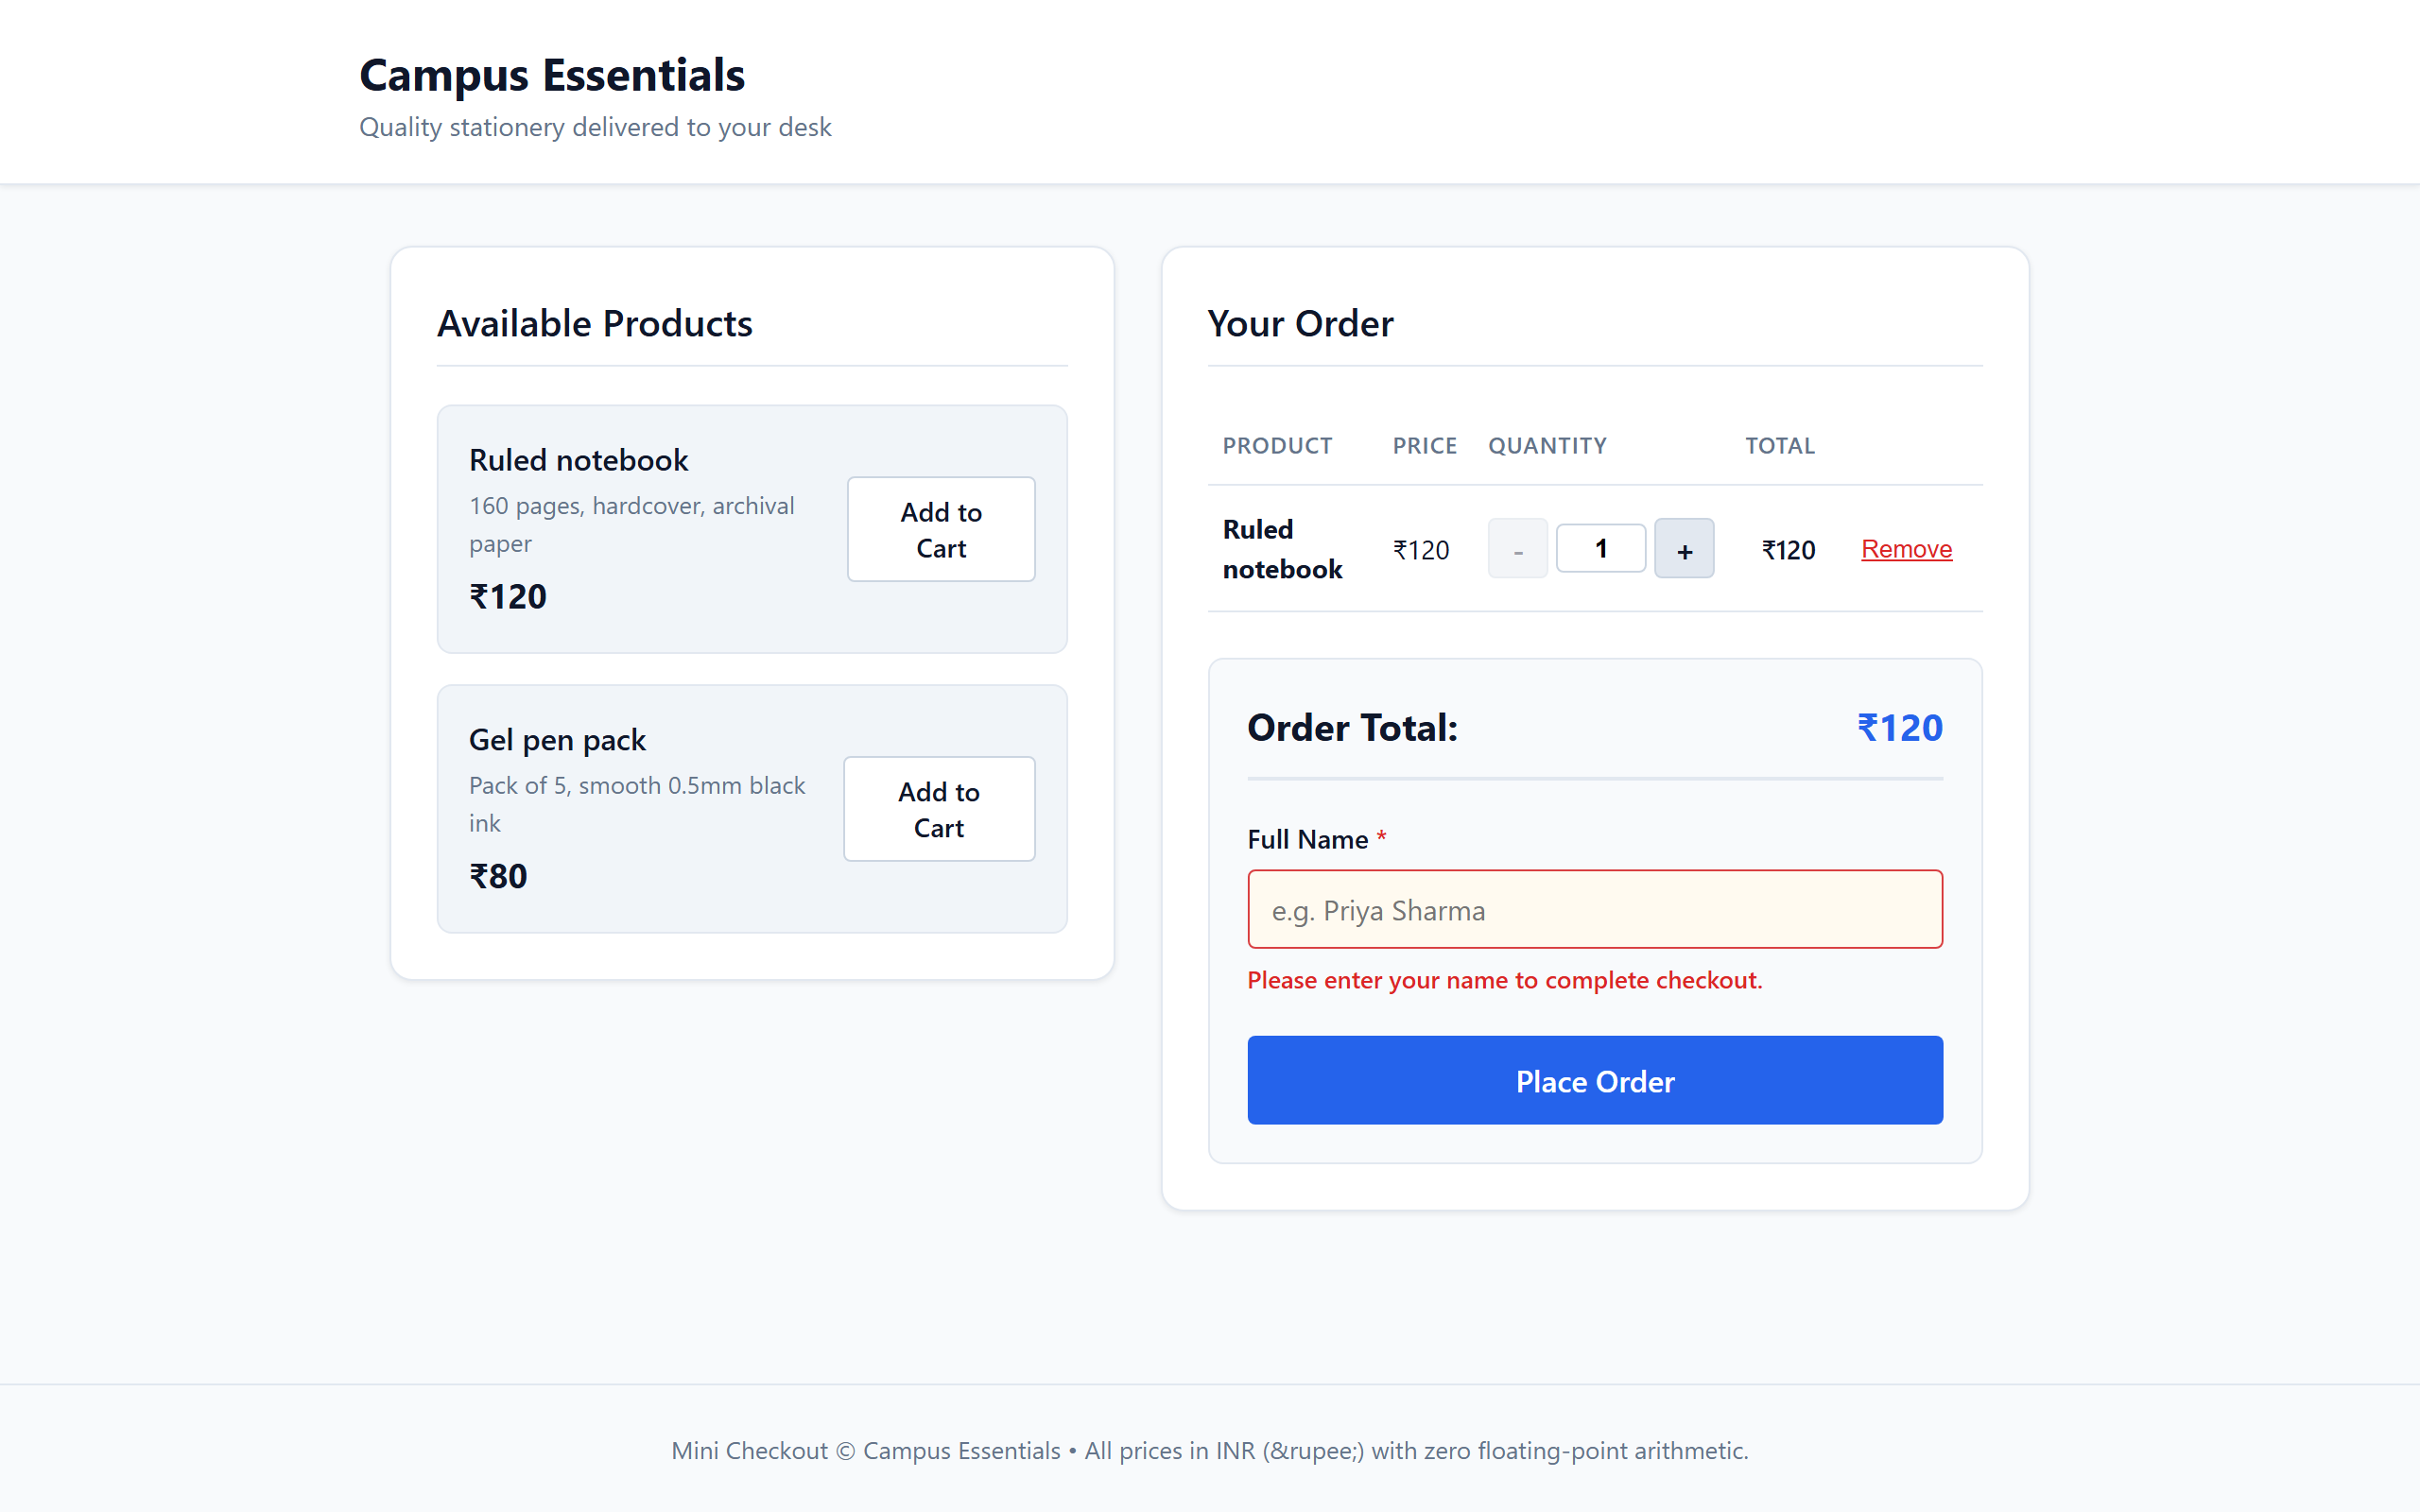 Campus Essentials
Quality stationery delivered to your desk
Available Products
Ruled notebook
160 pages, hardcover, archival
paper
₹120
Add to
Cart
Gel pen pack
Pack of 5, smooth 0.5mm black
ink
₹80
Add to
Cart
Your Order
PRODUCT PRICE QUANTITY TOTAL
Ruled
notebook
₹120 - 1 + ₹120 Remove
Order Total: ₹120
Full Name *
e.g. Priya Sharma
Please enter your name to complete checkout.
Place Order
Mini Checkout © Campus Essentials • All prices in INR (&rupee;) with zero floating-point arithmetic.